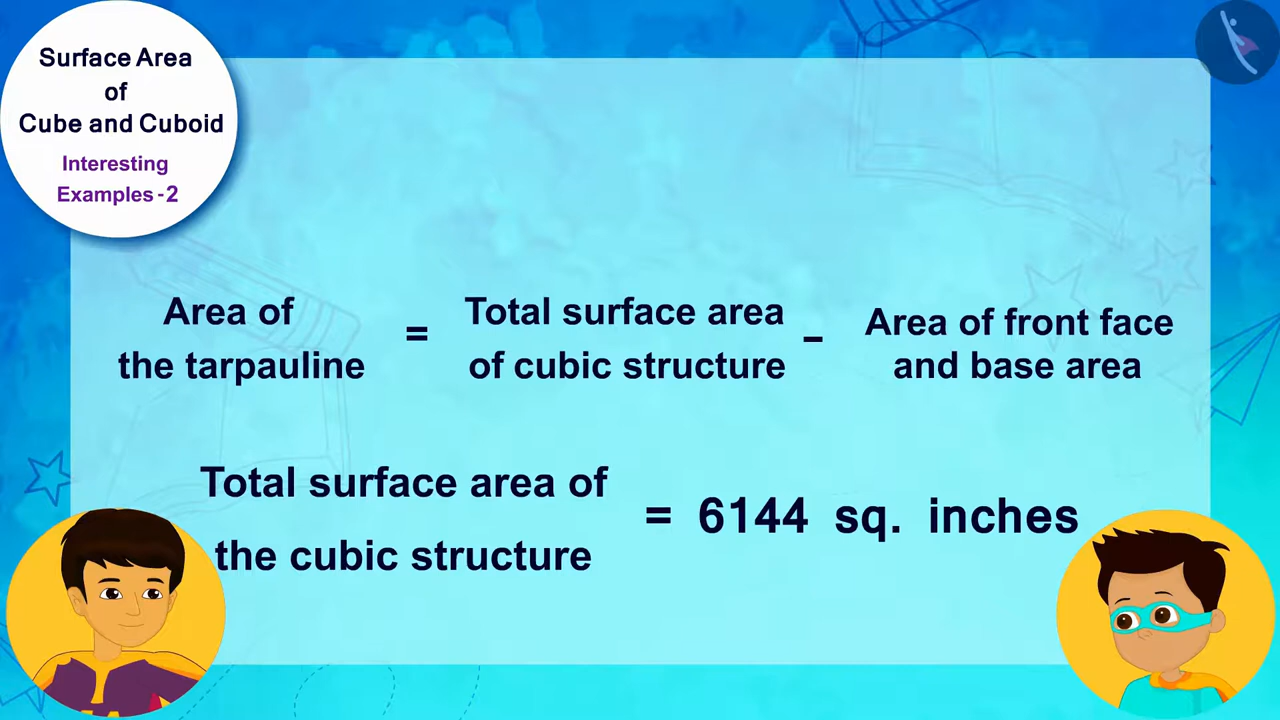 Surface Area
of
Cube and Cuboid
Interesting
Examples - 2
Area of
the tarpauline
=
Total surface area
of cubic structure
–
Area of front face
and base area
Total surface area of
the cubic structure
= 6144 sq. inches